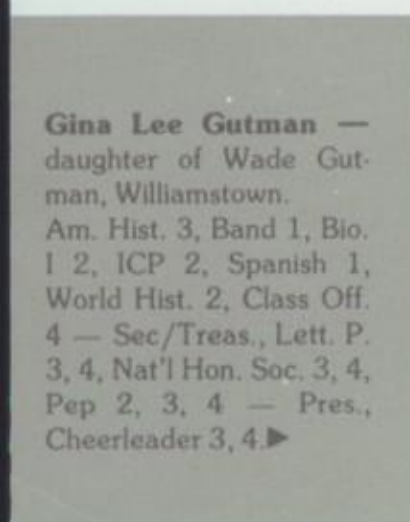 Gina Lee Gutman —
daughter of Wade Gut-
man, Williamstown.
Am. Hist. 3, Band 1, Bio.
I 2, ICP 2, Spanish 1,
World Hist. 2, Class Off.
4 — Sec/Treas., Lett. P.
3, 4, Nat'l Hon. Soc. 3, 4,
Pep 2, 3, 4 — Pres.,
Cheerleader 3, 4.▶